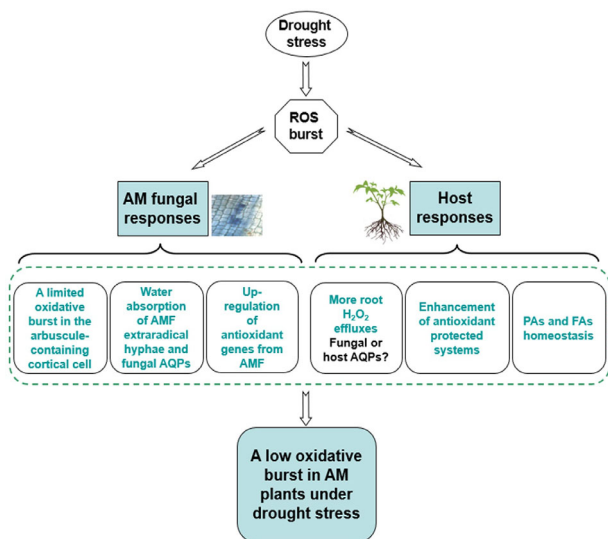 Drought
stress
ROS
burst
AM fungal
responses
Host
responses
A limited
oxidative
burst in the
arbuscule-
containing
cortical cell
Water
absorption
of AMF
extraradical
hyphae and
fungal AQPs
Up-
regulation
of
antioxidant
genes from
AMF
More root
H₂O₂
effluxes
Fungal or
host AQPs?
Enhancement
of antioxidant
protected
systems
PAs and FAs
homeostasis
A low oxidative
burst in AM
plants under
drought stress